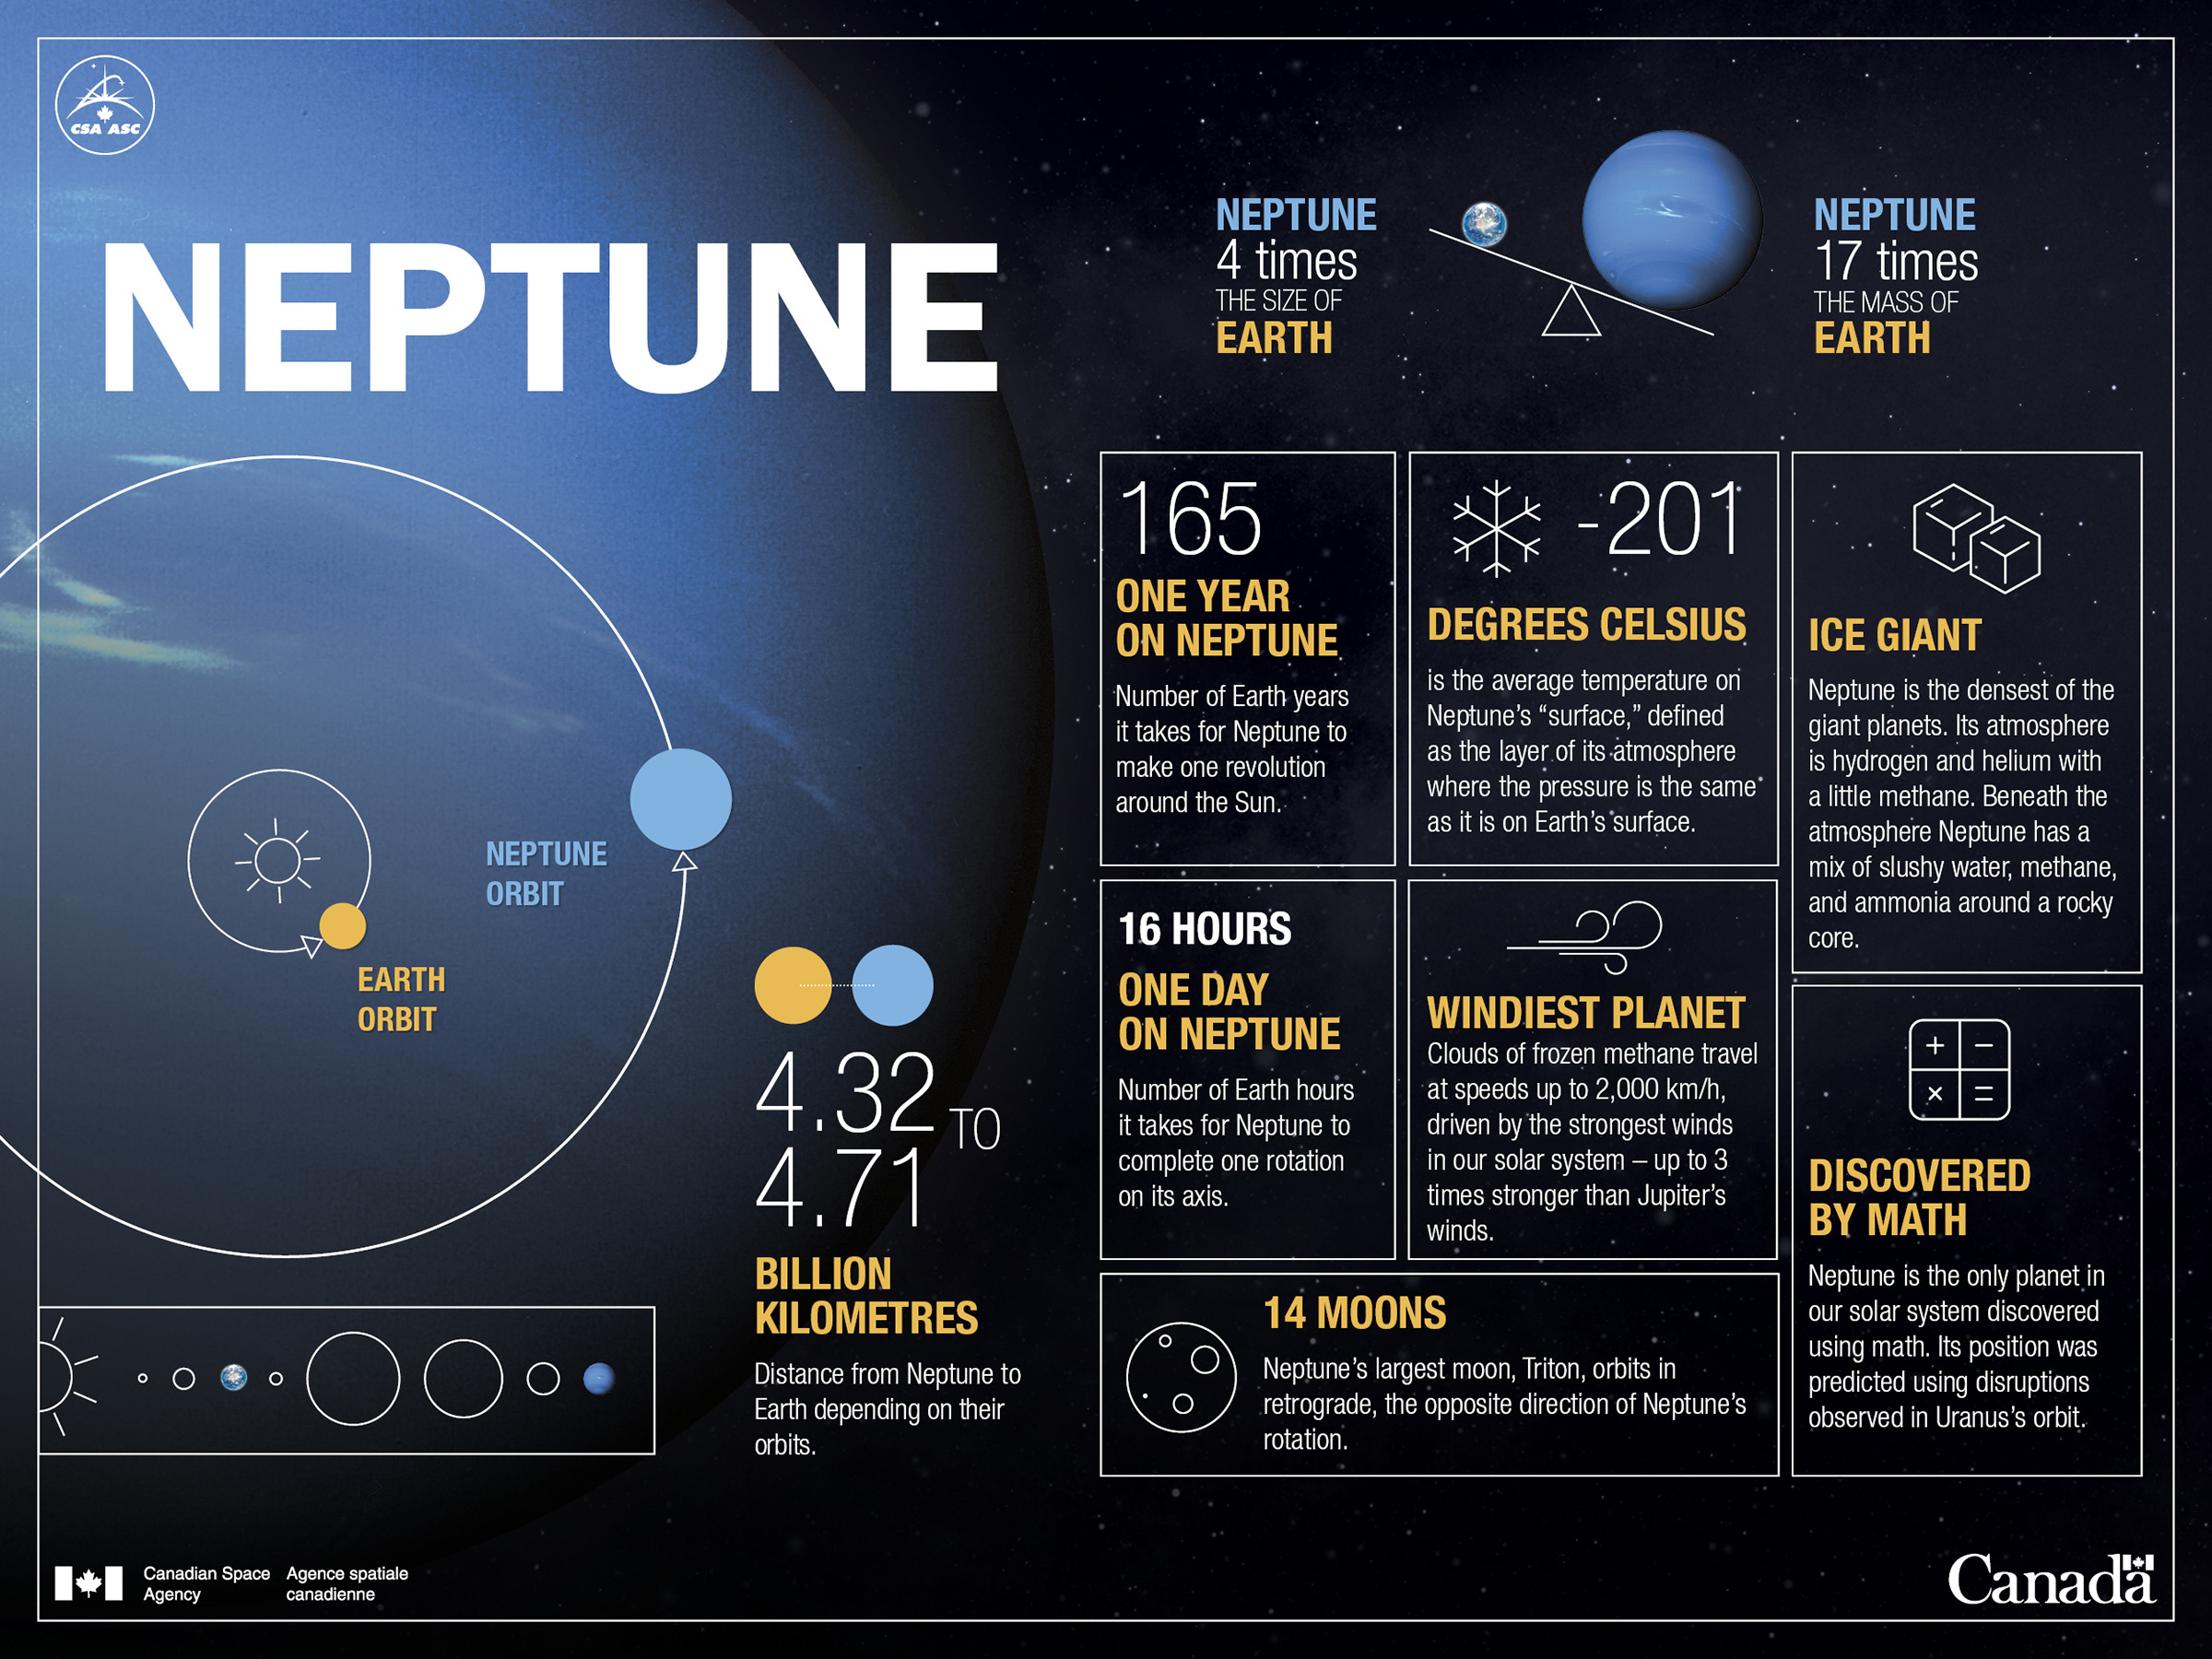 CSA ASC
NEPTUNE
NEPTUNE
4 times
THE SIZE OF
EARTH
NEPTUNE
17 times
THE MASS OF
EARTH
NEPTUNE
ORBIT
EARTH
ORBIT
4.32 TO
4.71
BILLION
KILOMETRES
Distance from Neptune to
Earth depending on their
orbits.
165
ONE YEAR
ON NEPTUNE
Number of Earth years
it takes for Neptune to
make one revolution
around the Sun.
-201
DEGREES CELSIUS
is the average temperature on
Neptune's “surface,” defined
as the layer of its atmosphere
where the pressure is the same
as it is on Earth's surface.
ICE GIANT
Neptune is the densest of the
giant planets. Its atmosphere
is hydrogen and helium with
a little methane. Beneath the
atmosphere Neptune has a
mix of slushy water, methane,
and ammonia around a rocky
core.
16 HOURS
ONE DAY
ON NEPTUNE
Number of Earth hours
it takes for Neptune to
complete one rotation
on its axis.
WINDIEST PLANET
Clouds of frozen methane travel
at speeds up to 2,000 km/h,
driven by the strongest winds
in our solar system – up to 3
times stronger than Jupiter's
winds.
+ −
× =
DISCOVERED
BY MATH
Neptune is the only planet in
our solar system discovered
using math. Its position was
predicted using disruptions
observed in Uranus's orbit.
14 MOONS
Neptune's largest moon, Triton, orbits in
retrograde, the opposite direction of Neptune's
rotation.
Canadian Space Agence spatiale
Agency canadienne
Canada